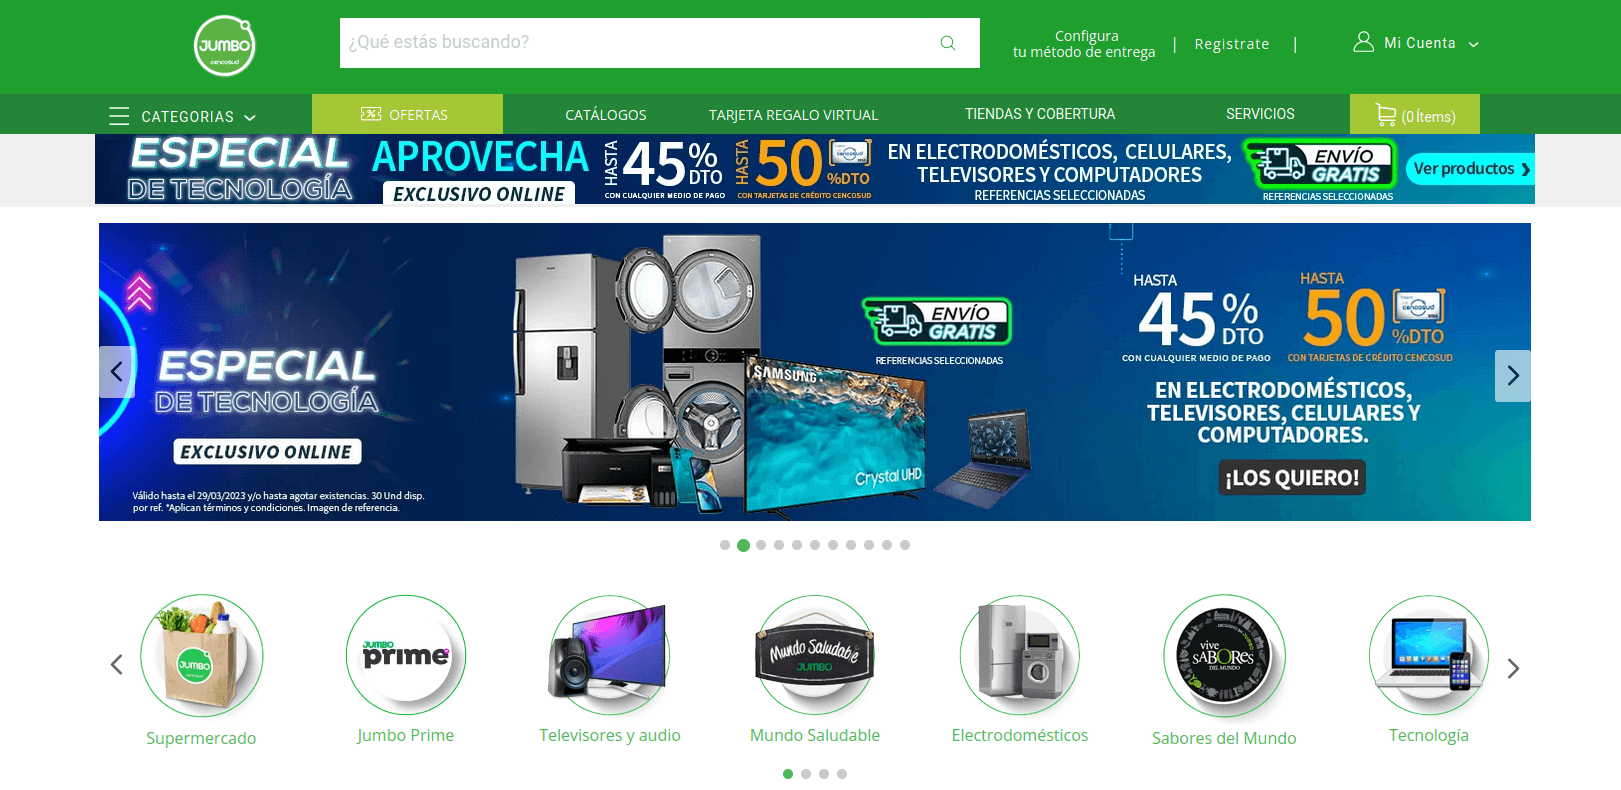 JUMBO
cencosud
¿Qué estás buscando?
Configura
tu método de entrega
|
Registrate
|
Mi Cuenta
CATEGORIAS
OFERTAS
CATÁLOGOS
TARJETA REGALO VIRTUAL
TIENDAS Y COBERTURA
SERVICIOS
(0 Ítems)
ESPECIAL
DE TECNOLOGÍA
APROVECHA
EXCLUSIVO ONLINE
HASTA
45%
DTO
CON CUALQUIER MEDIO DE PAGO
HASTA
50
cencosud
%DTO
CON TARJETAS DE CRÉDITO CENCOSUD
EN ELECTRODOMÉSTICOS, CELULARES,
TELEVISORES Y COMPUTADORES
REFERENCIAS SELECCIONADAS
ENVÍO
GRATIS
REFERENCIAS SELECCIONADAS
Ver productos ❯
ESPECIAL
DE TECNOLOGÍA
EXCLUSIVO ONLINE
Válido hasta el 29/03/2023 y/o hasta agotar existencias. 30 Und disp.
por ref. *Aplican términos y condiciones. Imagen de referencia.
SAMSUNG
Crystal UHD
ENVÍO
GRATIS
REFERENCIAS SELECCIONADAS
HASTA
45%
DTO
CON CUALQUIER MEDIO DE PAGO
HASTA
50
cencosud
%DTO
CON TARJETAS DE CRÉDITO CENCOSUD
EN ELECTRODOMÉSTICOS,
TELEVISORES, CELULARES Y
COMPUTADORES.
¡LOS QUIERO!
JUMBO
Supermercado
JUMBO
prime
Jumbo Prime
Televisores y audio
Mundo Saludable
JUMBO
Mundo Saludable
Electrodomésticos
vive
SABORes
DEL MUNDO
Sabores del Mundo
Tecnología